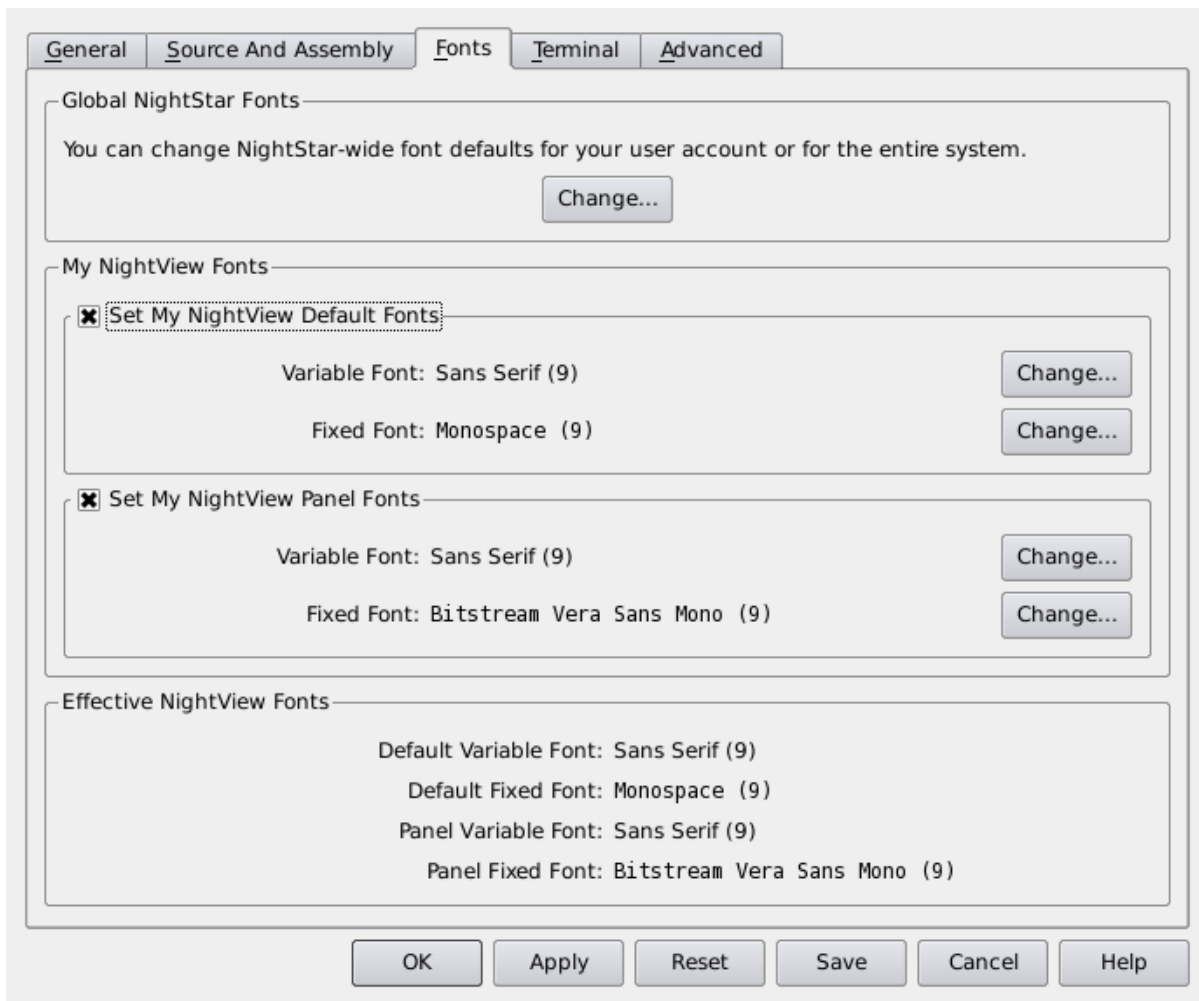 General Source And Assembly Fonts Terminal Advanced
Global NightStar Fonts
You can change NightStar-wide font defaults for your user account or for the entire system.
Change...
My NightView Fonts
Set My NightView Default Fonts
Variable Font: Sans Serif (9) Change...
Fixed Font: Monospace (9) Change...
Set My NightView Panel Fonts
Variable Font: Sans Serif (9) Change...
Fixed Font: Bitstream Vera Sans Mono (9) Change...
Effective NightView Fonts
Default Variable Font: Sans Serif (9)
Default Fixed Font: Monospace (9)
Panel Variable Font: Sans Serif (9)
Panel Fixed Font: Bitstream Vera Sans Mono (9)
OK Apply Reset Save Cancel Help